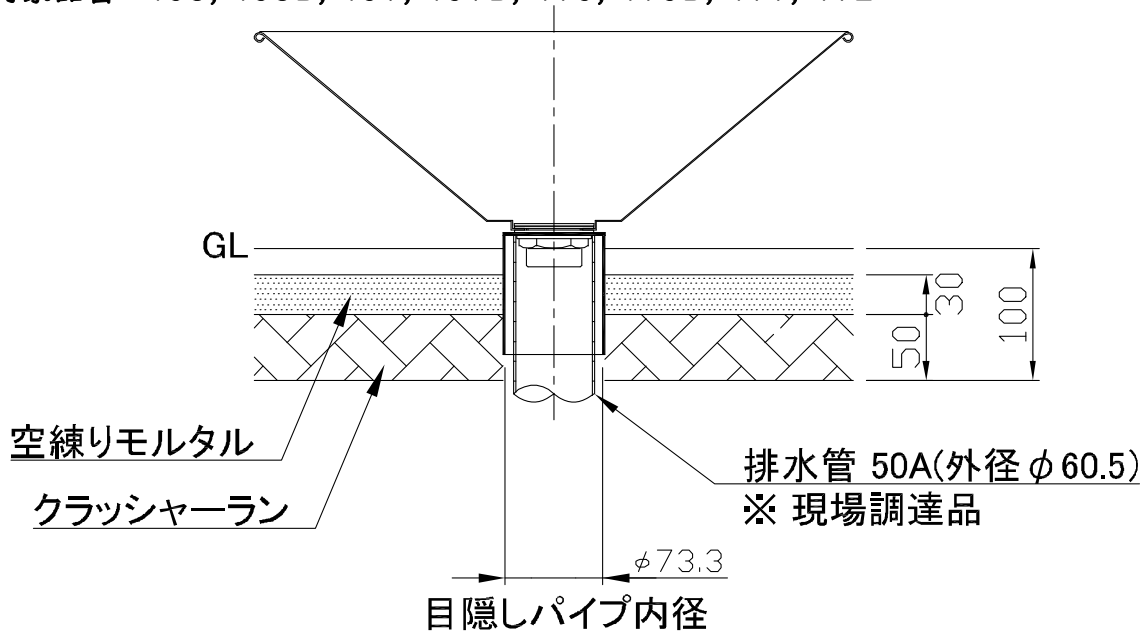 GL
30
50
100
空練りモルタル
クラッシャーラン
排水管 50A(外径φ60.5)
※ 現場調達品
φ73.3
目隠しパイプ内径